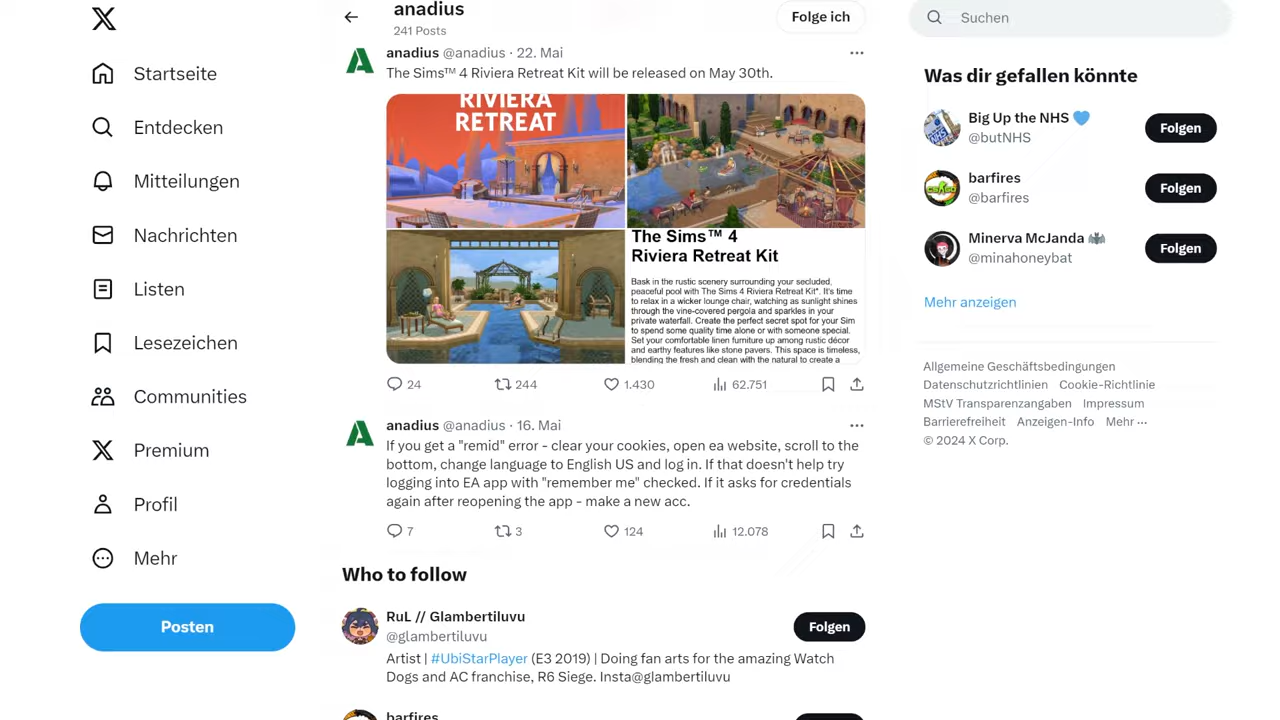 anadius
241 Posts
Folge ich
Suchen
Startseite
Entdecken
Mitteilungen
Nachrichten
Listen
Lesezeichen
Communities
Premium
Profil
Mehr
Posten
anadius @anadius · 22. Mai
The Sims™ 4 Riviera Retreat Kit will be released on May 30th.
RIVIERA
RETREAT
The Sims™ 4
Riviera Retreat Kit
Bask in the rustic scenery surrounding your secluded,
peaceful pool with The Sims 4 Riviera Retreat Kit*. It's time
to relax in a wicker lounge chair, watching as sunlight shines
through the vine-covered pergola and sparkles in your
private waterfall. Create the perfect secret spot for your Sim
to spend some quality time alone or with someone special.
Set your comfortable linen furniture up among rustic décor
and earthy features like stone pavers. This space is timeless,
blending the fresh and clean with the natural to create a
24 244 1.430 62.751
anadius @anadius · 16. Mai
If you get a "remid" error - clear your cookies, open ea website, scroll to the
bottom, change language to English US and log in. If that doesn't help try
logging into EA app with "remember me" checked. If it asks for credentials
again after reopening the app - make a new acc.
7 3 124 12.078
Who to follow
RuL // Glambertiluvu
@glambertiluvu
Folgen
Artist | #UbiStarPlayer (E3 2019) | Doing fan arts for the amazing Watch
Dogs and AC franchise, R6 Siege. Insta@glambertiluvu
barfires
Was dir gefallen könnte
Big Up the NHS
@butNHS
Folgen
barfires
@barfires
Folgen
Minerva McJanda
@minahoneybat
Folgen
Mehr anzeigen
Allgemeine Geschäftsbedingungen
Datenschutzrichtlinien Cookie-Richtlinie
MStV Transparenzangaben Impressum
Barrierefreiheit Anzeigen-Info Mehr ···
© 2024 X Corp.